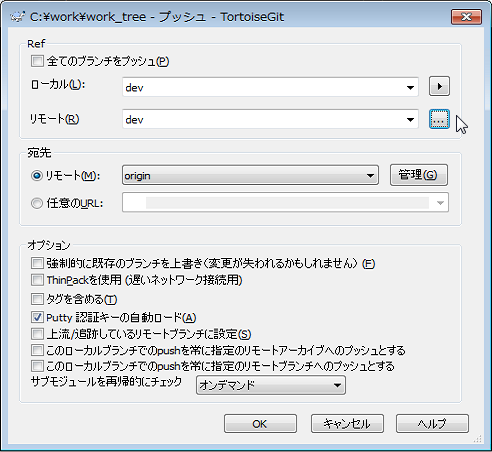 C:¥work¥work_tree - プッシュ - TortoiseGit
Ref
全てのブランチをプッシュ(P)
ローカル(L): dev
リモート(R) dev ...
宛先
リモート(M): origin 管理(G)
任意のURL:
オプション
強制的に既存のブランチを上書き(変更が失われるかもしれません) (F)
ThinPackを使用 (遅いネットワーク接続用)
タグを含める(T)
Putty 認証キーの自動ロード(A)
上流/追跡しているリモートブランチに設定(S)
このローカルブランチでのpushを常に指定のリモートアーカイブへのプッシュとする
このローカルブランチでのpushを常に指定のリモートブランチへのプッシュとする
サブモジュールを再帰的にチェック オンデマンド
OK キャンセル ヘルプ